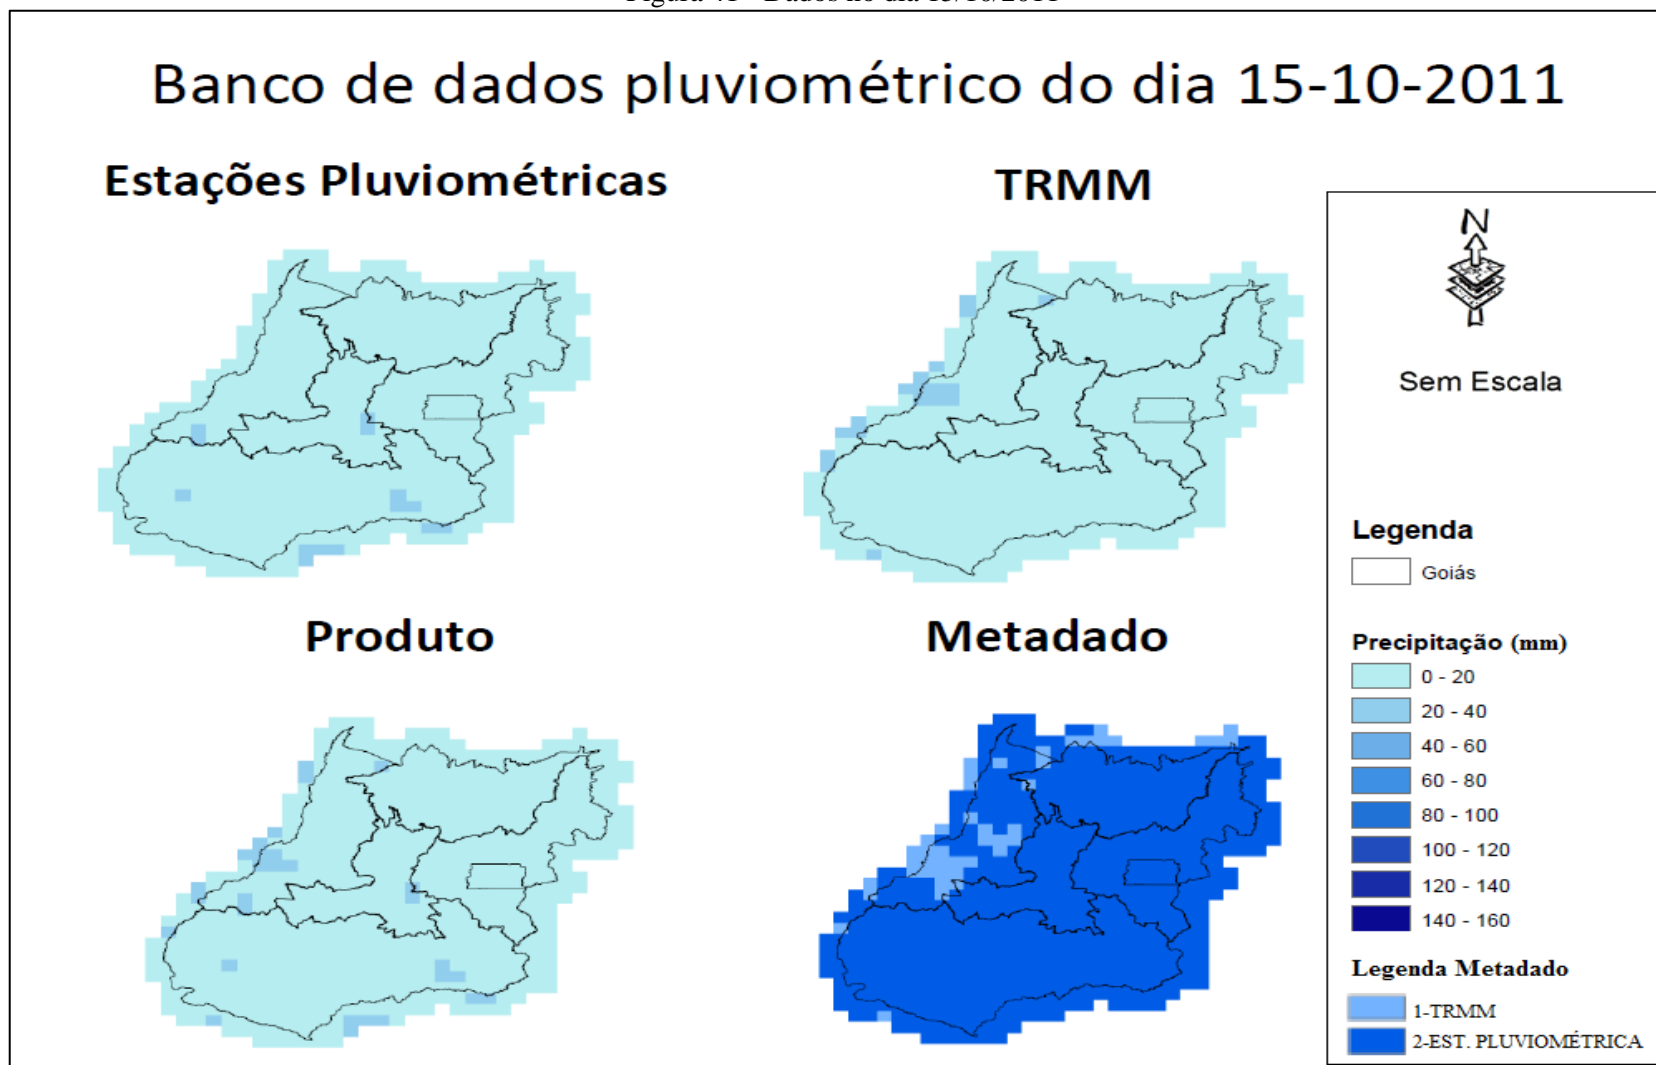 Banco de dados pluviométrico do dia 15-10-2011
Estações Pluviométricas
TRMM
N
Sem Escala
Legenda
Goiás
Produto
Metadado
Precipitação (mm)
0 - 20
20 - 40
40 - 60
60 - 80
80 - 100
100 - 120
120 - 140
140 - 160
Legenda Metadado
1-TRMM
2-EST. PLUVIOMÉTRICA